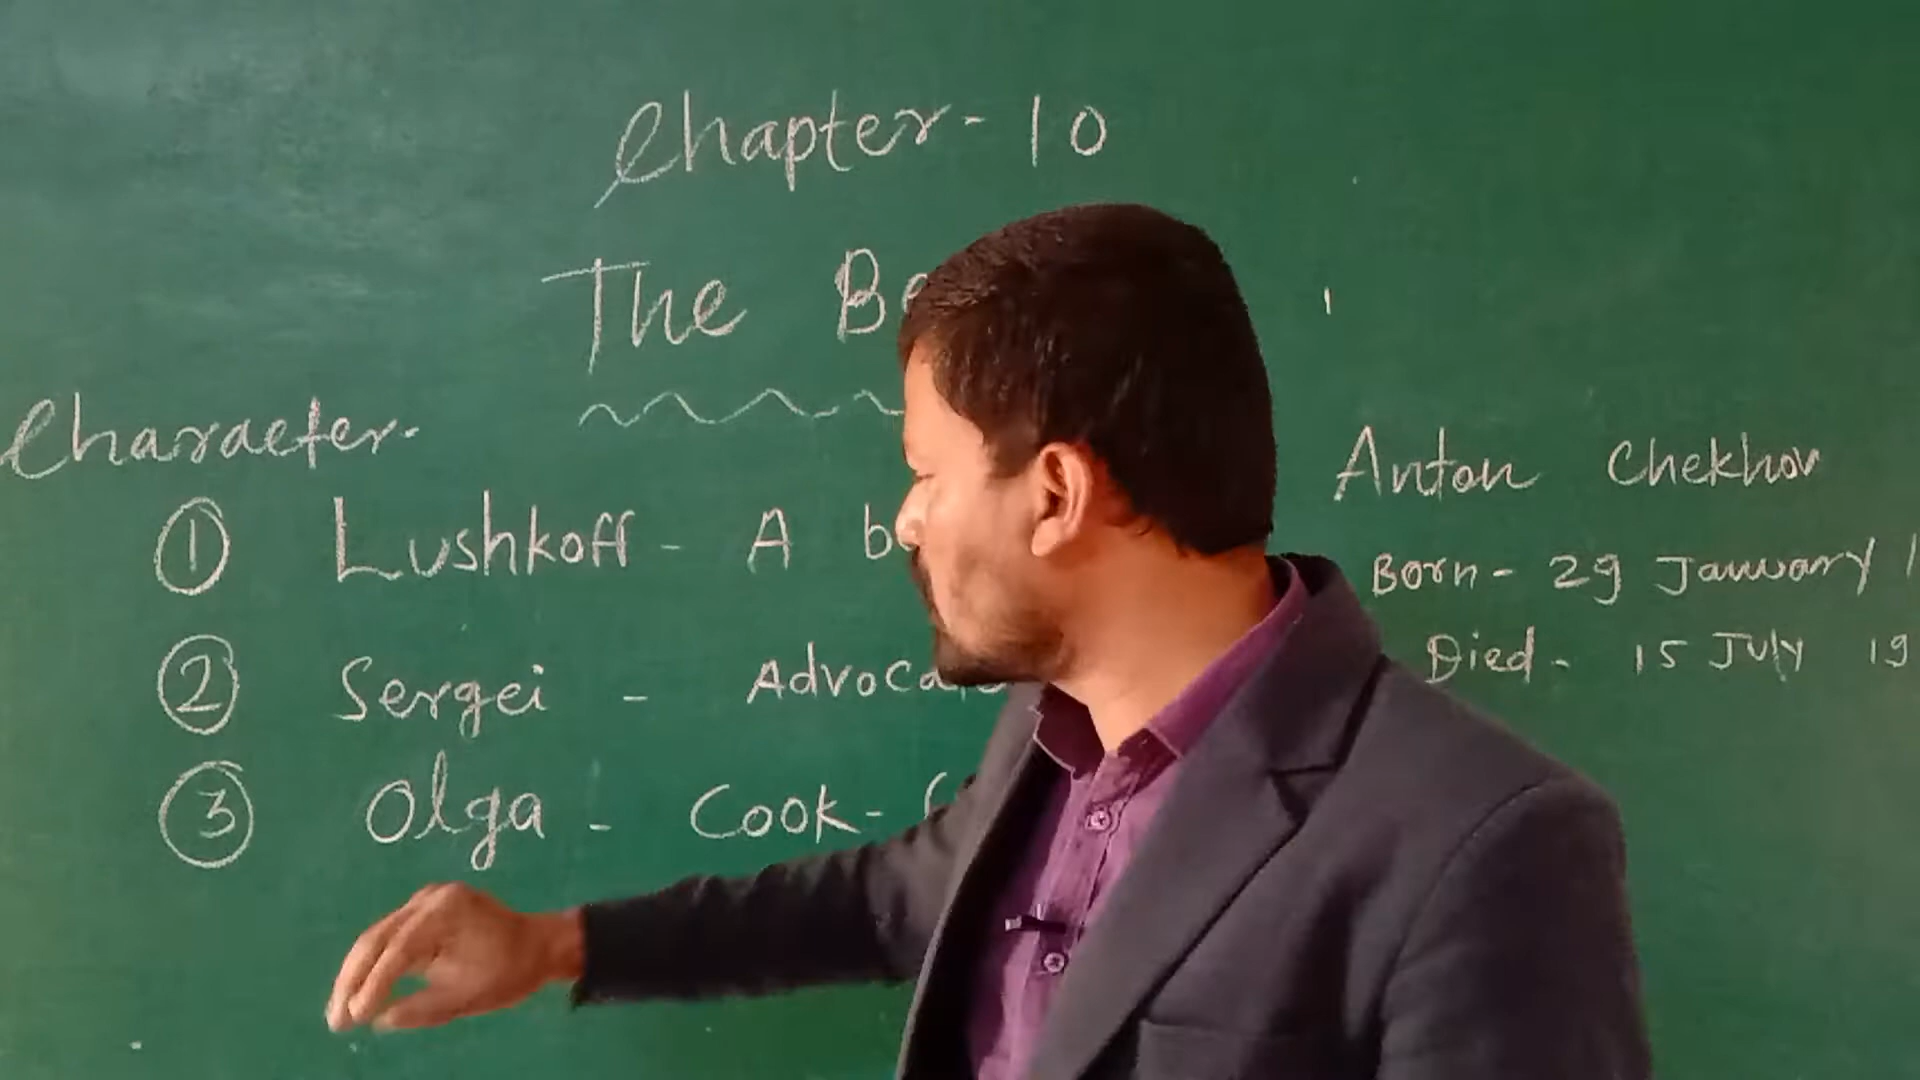 Chapter-10
The Be
Character-
① Lushkoff - A b
② Sergei - Advoca
③ Olga - Cook-
Anton Chekhov
Born - 29 January 1
Died - 15 July 19